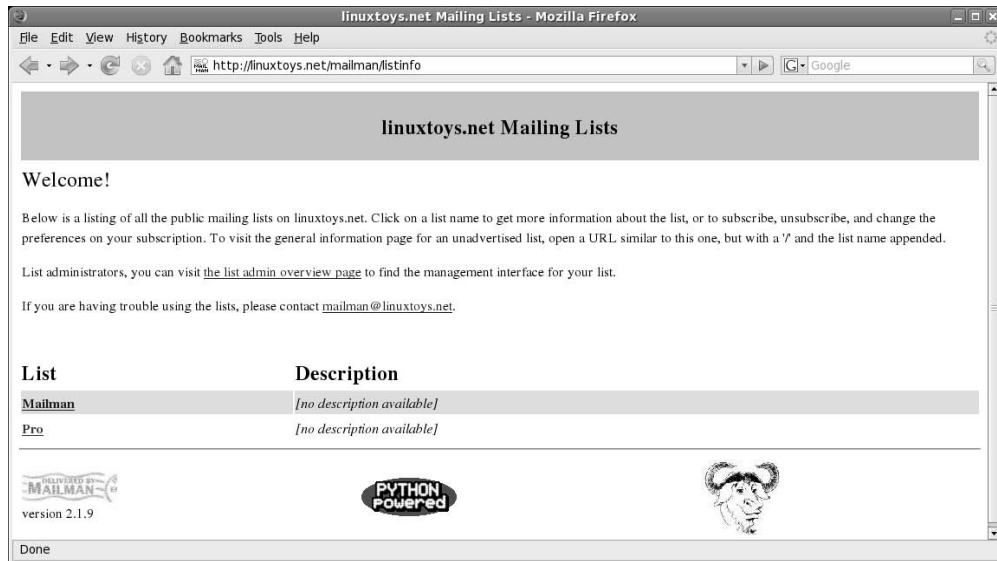 linuxtoys.net Mailing Lists - Mozilla Firefox
File Edit View History Bookmarks Tools Help
http://linuxtoys.net/mailman/listinfo
G Google
linuxtoys.net Mailing Lists
Welcome!
Below is a listing of all the public mailing lists on linuxtoys.net. Click on a list name to get more information about the list, or to subscribe, unsubscribe, and change the
preferences on your subscription. To visit the general information page for an unadvertised list, open a URL similar to this one, but with a '/' and the list name appended.
List administrators, you can visit the list admin overview page to find the management interface for your list.
If you are having trouble using the lists, please contact mailman@linuxtoys.net.
List Description
Mailman [no description available]
Pro [no description available]
DELIVERED BY
MAILMAN
PYTHON
Powered
version 2.1.9
Done